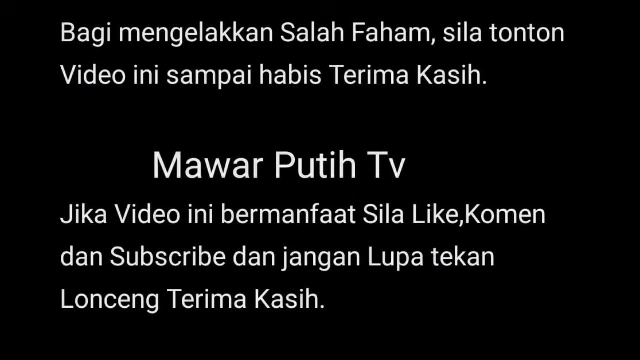 Bagi mengelakkan Salah Faham, sila tonton
Video ini sampai habis Terima Kasih.
Mawar Putih Tv
Jika Video ini bermanfaat Sila Like,Komen
dan Subscribe dan jangan Lupa tekan
Lonceng Terima Kasih.